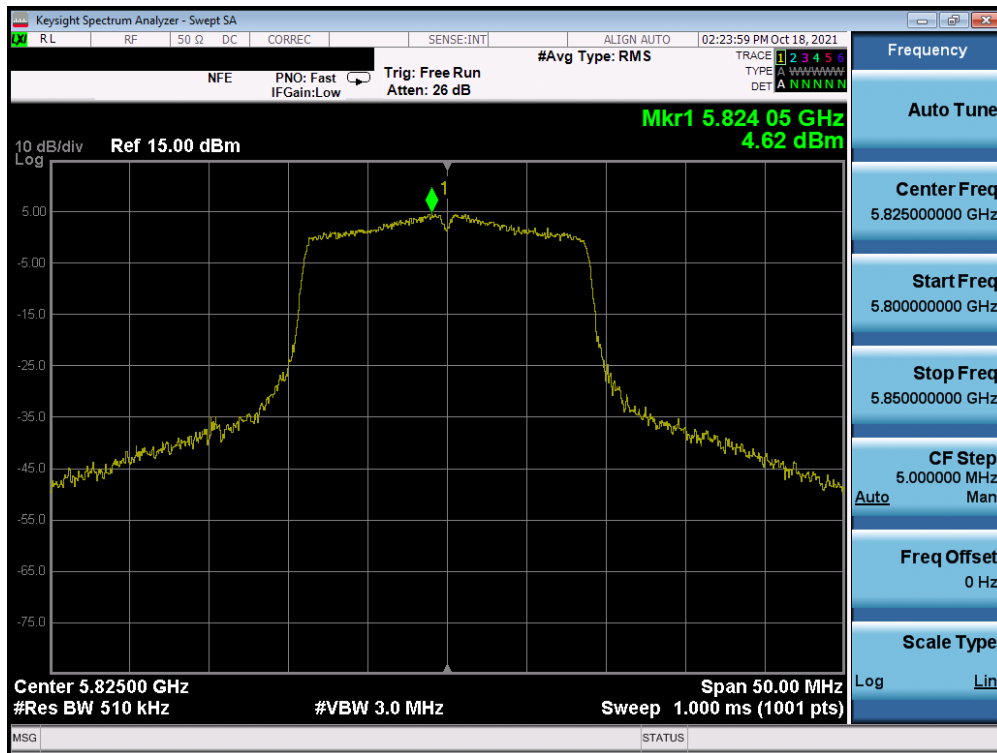 Keysight Spectrum Analyzer - Swept SA
LXI RL RF 50 Ω DC CORREC SENSE:INT ALIGN AUTO 02:23:59 PM Oct 18, 2021
Frequency
#Avg Type: RMS
TRACE 1 2 3 4 5 6
NFE PNO: Fast Trig: Free Run
TYPE A WWWWW
IFGain:Low Atten: 26 dB
DET A N N N N N
Auto Tune
Mkr1 5.824 05 GHz
4.62 dBm
10 dB/div Ref 15.00 dBm
Log
1
5.00
-5.00
-15.0
-25.0
-35.0
-45.0
-55.0
-65.0
-75.0
Center Freq
5.825000000 GHz
Start Freq
5.800000000 GHz
Stop Freq
5.850000000 GHz
CF Step
5.000000 MHz
Auto Man
Freq Offset
0 Hz
Scale Type
Log Lin
Center 5.82500 GHz Span 50.00 MHz
#Res BW 510 kHz #VBW 3.0 MHz Sweep 1.000 ms (1001 pts)
MSG STATUS